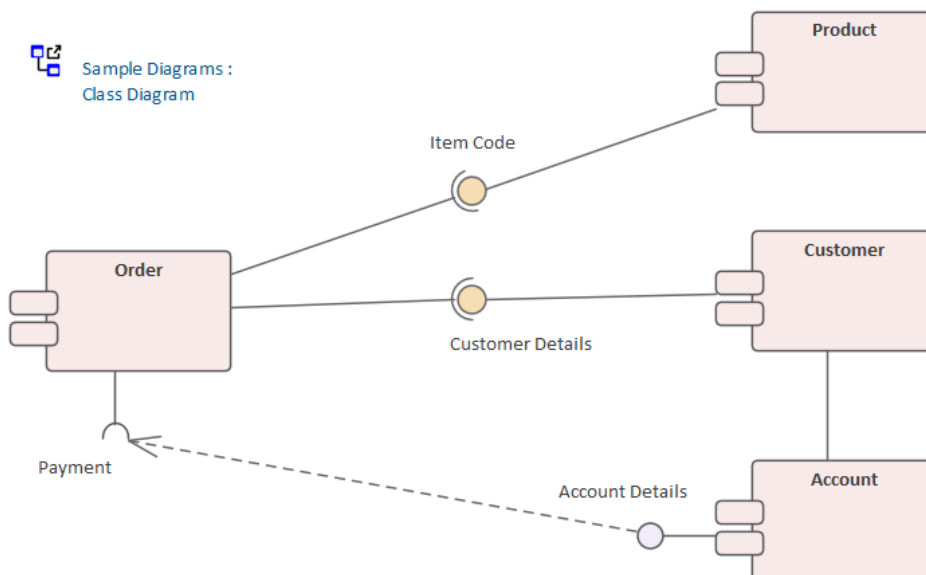 Product
Sample Diagrams :
Class Diagram
Item Code
Customer
Order
Customer Details
Payment
Account Details
Account